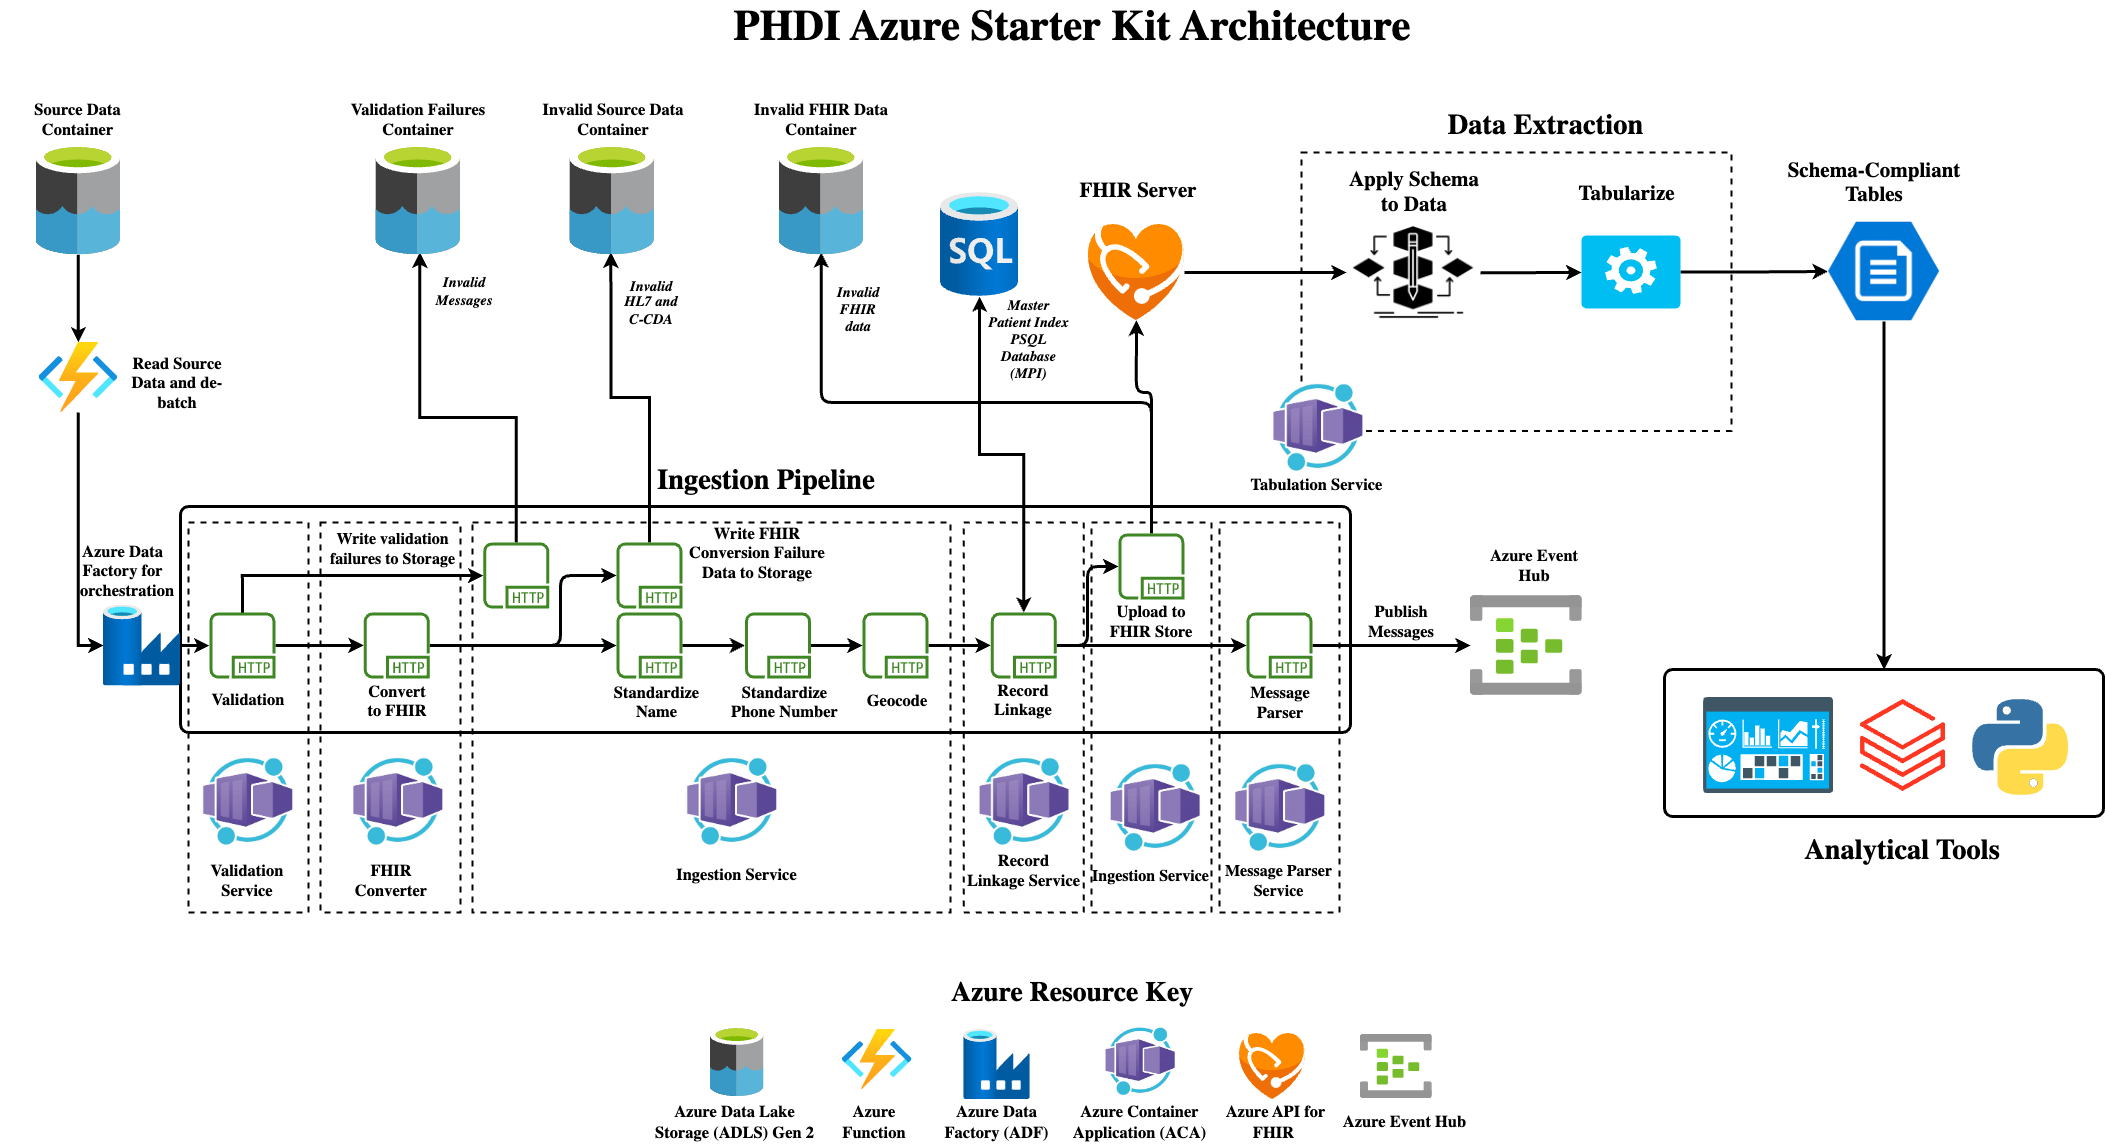 PHDI Azure Starter Kit Architecture
Source Data
Container
Validation Failures
Container
Invalid Source Data
Container
Invalid FHIR Data
Container
Data Extraction
FHIR Server
Apply Schema
to Data
Tabularize
Schema-Compliant
Tables
SQL
Invalid
Messages
Invalid
HL7 and
C-CDA
Invalid
FHIR
data
Master
Patient Index
PSQL
Database
(MPI)
Read Source
Data and de-
batch
Tabulation Service
Ingestion Pipeline
Azure Data
Factory for
orchestration
Write validation
failures to Storage
HTTP
HTTP
Write FHIR
Conversion Failure
Data to Storage
HTTP
Upload to
FHIR Store
Azure Event
Hub
Publish
Messages
HTTP
Validation
HTTP
Convert
to FHIR
HTTP
Standardize
Name
HTTP
Standardize
Phone Number
HTTP
Geocode
HTTP
Record
Linkage
HTTP
Message
Parser
Validation
Service
FHIR
Converter
Ingestion Service
Record
Linkage Service
Ingestion Service
Message Parser
Service
Analytical Tools
Azure Resource Key
Azure Data Lake
Storage (ADLS) Gen 2
Azure
Function
Azure Data
Factory (ADF)
Azure Container
Application (ACA)
Azure API for
FHIR
Azure Event Hub